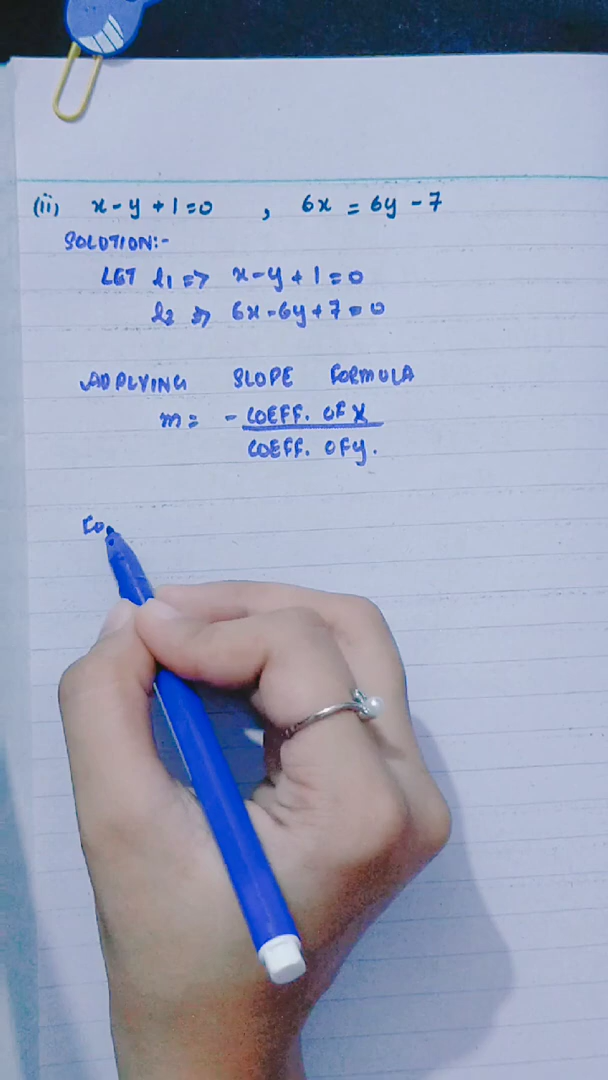 (ii) x - y + 1 = 0 , 6x = 6y - 7
SOLUTION:-
LET l₁ => x - y + 1 = 0
l₂ => 6x - 6y + 7 = 0
APPLYING SLOPE FORMULA
m = - COEFF. OF X
COEFF. OF Y.